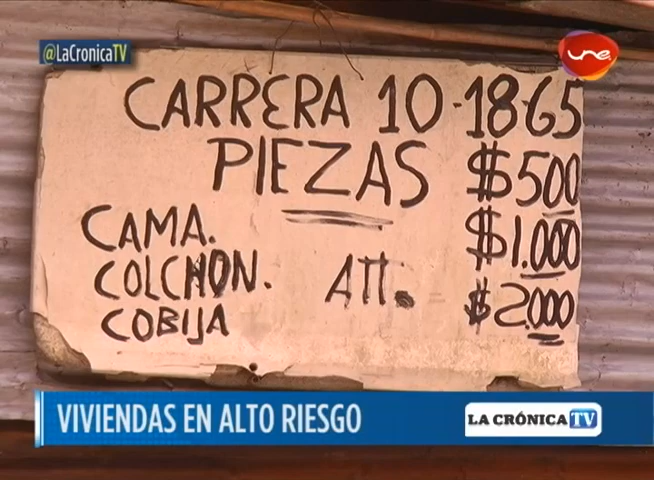 @LaCronicaTV
une
CARRERA 10-18-65
PIEZAS $500
CAMA. $1.000
COLCHON. Att. $2.000
COBIJA
VIVIENDAS EN ALTO RIESGO
LA CRÓNICA TV